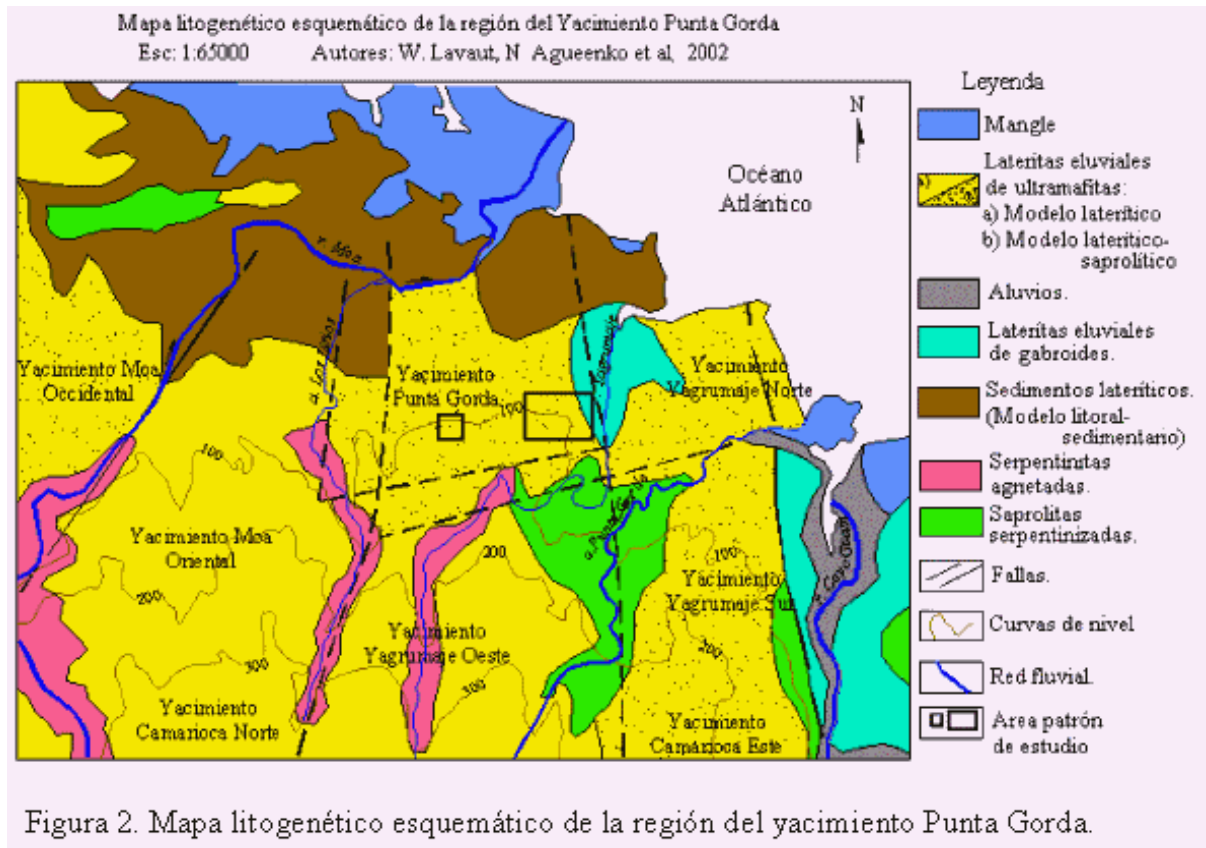 Mapa litogenético esquemático de la región del Yacimiento Punta Gorda
Esc: 1:65000 Autores: W. Lavaut, N Agueenko et al, 2002
Leyenda
Mangle
Lateritas eluviales
de ultramafitas:
a) Modelo laterítico
b) Modelo laterítico-
saprolítico
Aluvios.
Lateritas eluviales
de gabroides.
Sedimentos lateríticos.
(Modelo litoral-
sedimentario)
Serpentinitas
agnetadas.
Saprolitas
serpentinizadas.
Fallas.
Curvas de nivel
Red fluvial.
Area patrón
de estudio
N
Océano
Atlántico
r. Moa
Yagrumaje
Yacimiento Moa
Occidental
Yacimiento
Punta Gorda
100
Yacimiento
Yagrumaje Norte
100
Yacimiento Moa
Oriental
200
200
100
Yacimiento
Yagrumaje Sur
200
Yacimiento
Yagrumaje Oeste
300
300
Yacimiento
Camarioca Norte
Yacimiento
Camarioca Este
Figura 2. Mapa litogenético esquemático de la región del yacimiento Punta Gorda.